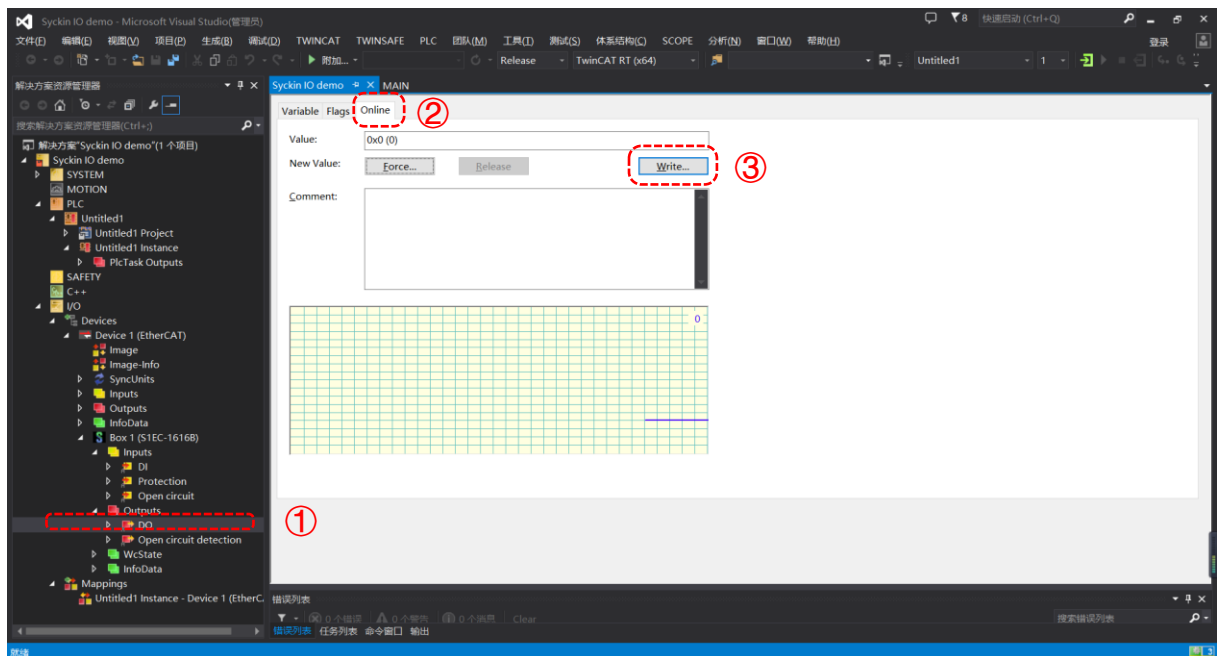 Syckin IO demo - Microsoft Visual Studio(管理员)
8 快速启动 (Ctrl+Q)
文件(F) 编辑(E) 视图(V) 项目(P) 生成(B) 调试(D) TWINCAT TWINSAFE PLC 团队(M) 工具(T) 测试(S) 体系结构(C) SCOPE 分析(N) 窗口(W) 帮助(H) 登录
附加... Release TwinCAT RT (x64) Untitled1 1
解决方案资源管理器
Syckin IO demo MAIN
搜索解决方案资源管理器(Ctrl+;)
解决方案"Syckin IO demo"(1 个项目)
Syckin IO demo
SYSTEM
MOTION
PLC
Untitled1
Untitled1 Project
Untitled1 Instance
PlcTask Outputs
SAFETY
C++
I/O
Devices
Device 1 (EtherCAT)
Image
Image-Info
SyncUnits
Inputs
Outputs
InfoData
Box 1 (S1EC-1616B)
Inputs
DI
Protection
Open circuit
Outputs
DO
Open circuit detection
WcState
InfoData
Mappings
Untitled1 Instance - Device 1 (EtherC
①
Variable Flags Online
②
Value: 0x0 (0)
New Value: Force... Release Write...
③
Comment:
0
错误列表
0 个错误 0 个警告 0 个消息 Clear
搜索错误列表
错误列表 任务列表 命令窗口 输出
就绪
3